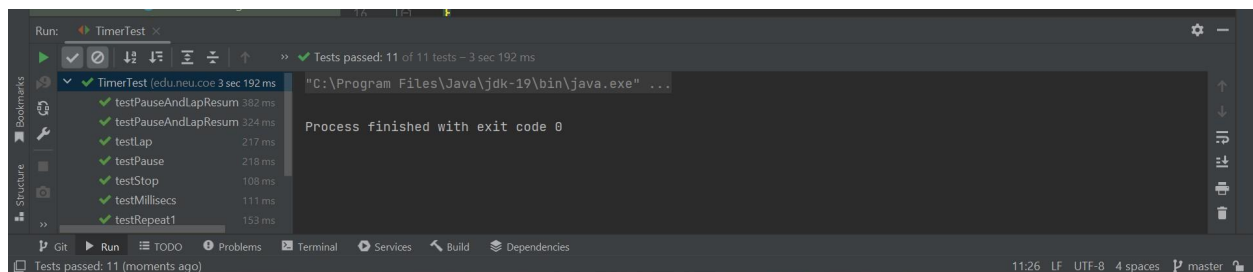 16
Run: TimerTest
Tests passed: 11 of 11 tests – 3 sec 192 ms
TimerTest (edu.neu.coe 3 sec 192 ms
testPauseAndLapResum 382 ms
testPauseAndLapResum 324 ms
testLap 217 ms
testPause 218 ms
testStop 108 ms
testMillisecs 111 ms
testRepeat1 153 ms
"C:\Program Files\Java\jdk-19\bin\java.exe" ...
Process finished with exit code 0
Bookmarks
Structure
Git Run TODO Problems Terminal Services Build Dependencies
Tests passed: 11 (moments ago) 11:26 LF UTF-8 4 spaces master